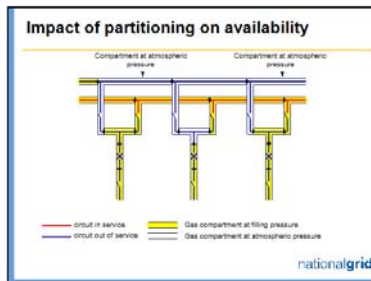 Impact of partitioning on availability
Compartment at atmospheric
pressure
Compartment at atmospheric
pressure
circuit in service
circuit out of service
Gas compartment at filling pressure
Gas compartment at atmospheric pressure
nationalgrid